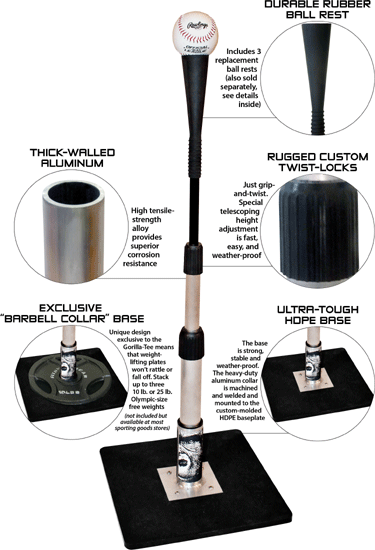 DURABLE RUBBER
BALL REST
Rawlings
Includes 3
replacement
ball rests
(also sold
separately,
see details
inside)
THICK-WALLED
ALUMINUM
High tensile-
strength
alloy
provides
superior
corrosion
resistance
RUGGED CUSTOM
TWIST-LOCKS
Just grip-
and-twist.
Special
telescoping
height
adjustment
is fast,
easy, and
weather-proof
EXCLUSIVE
"BARBELL COLLAR" BASE
Unique design
exclusive to the
Gorilla-Tee means
that weight-
lifting plates
won't rattle or
fall off. Stack
up to three
10 lb. or 25 lb.
Olympic-size
free weights
(not included but
available at most
sporting goods stores)
ULTRA-TOUGH
HDPE BASE
The base
is strong,
stable and
weather-proof.
The heavy-duty
aluminum collar
is machined
and welded and
mounted to the
custom-molded
HDPE baseplate